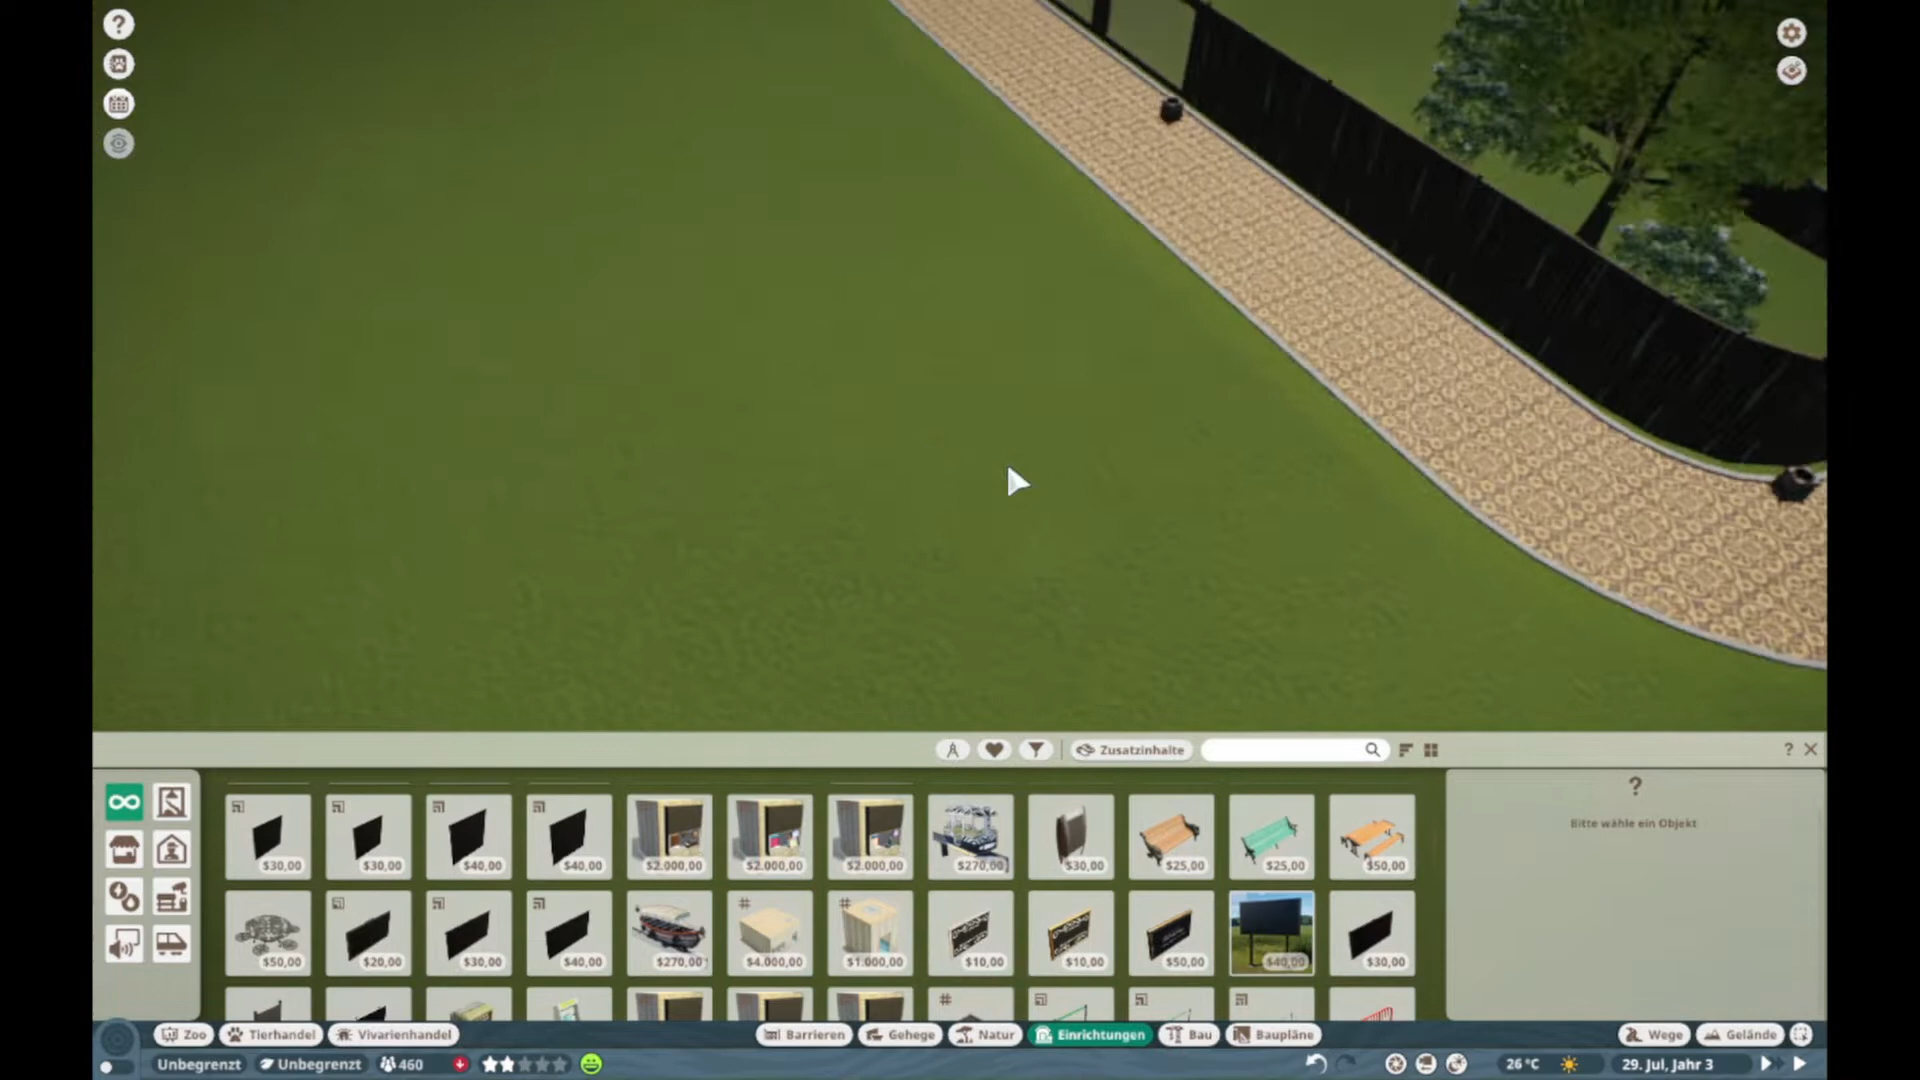 Zusatzinhalte
?
?
Bitte wähle ein Objekt
$30,00 $30,00 $40,00 $40,00 $2.000,00 $2.000,00 $2.000,00 $270,00 $30,00 $25,00 $25,00 $50,00
$50,00 $20,00 $30,00 $40,00 $270,00 $4.000,00 $1.000,00 $10,00 $10,00 $50,00 $40,00 $30,00
Zoo Tierhandel Vivarienhandel Barrieren Gehege Natur Einrichtungen Bau Baupläne Wege Gelände
Unbegrenzt Unbegrenzt 460 26 °C 29. Jul, Jahr 3